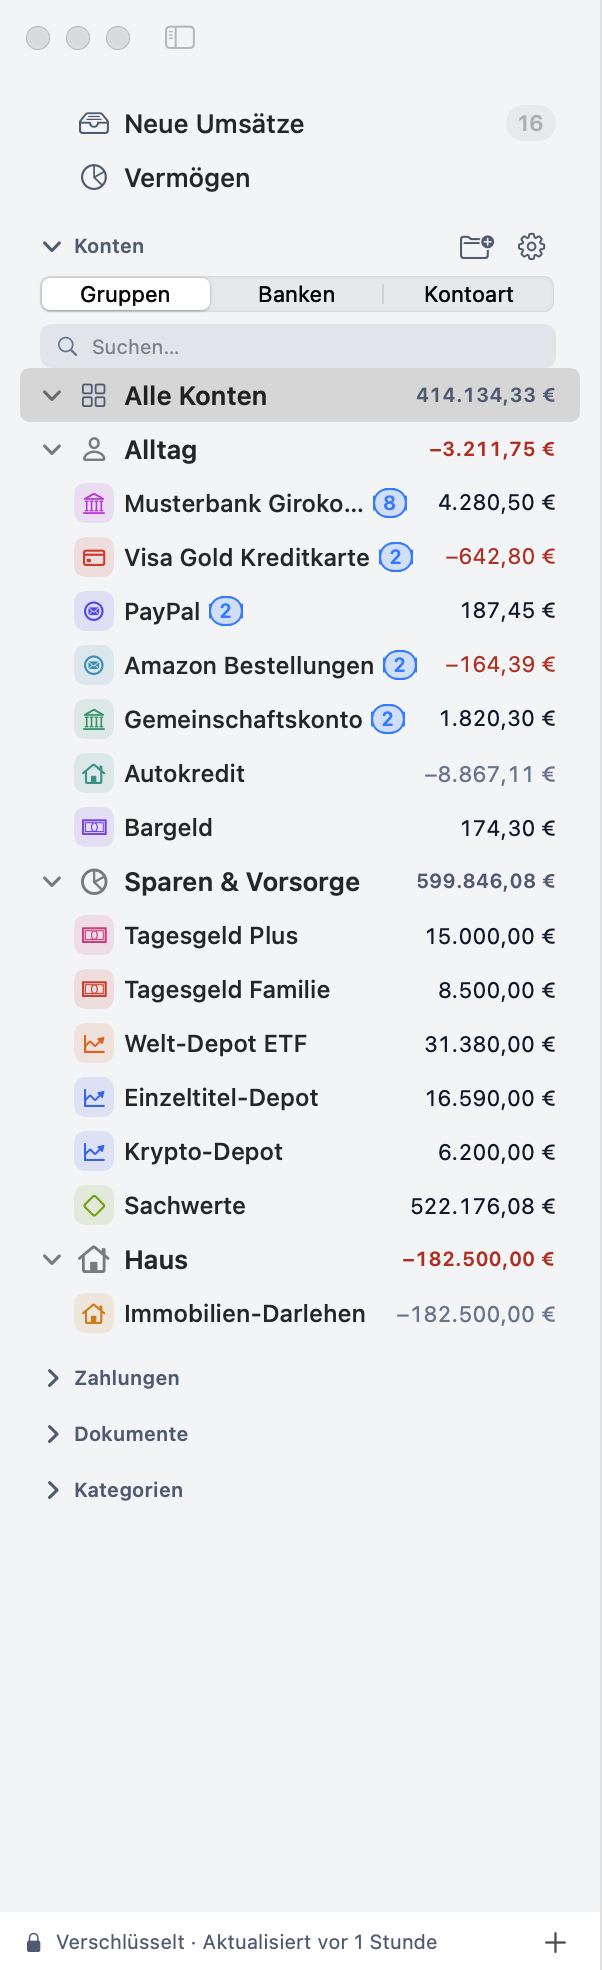 Neue Umsätze 16
Vermögen
Konten
Gruppen Banken Kontoart
Suchen...
Alle Konten 414.134,33 €
Alltag −3.211,75 €
Musterbank Giroko... 8 4.280,50 €
Visa Gold Kreditkarte 2 −642,80 €
PayPal 2 187,45 €
Amazon Bestellungen 2 −164,39 €
Gemeinschaftskonto 2 1.820,30 €
Autokredit −8.867,11 €
Bargeld 174,30 €
Sparen & Vorsorge 599.846,08 €
Tagesgeld Plus 15.000,00 €
Tagesgeld Familie 8.500,00 €
Welt-Depot ETF 31.380,00 €
Einzeltitel-Depot 16.590,00 €
Krypto-Depot 6.200,00 €
Sachwerte 522.176,08 €
Haus −182.500,00 €
Immobilien-Darlehen −182.500,00 €
Zahlungen
Dokumente
Kategorien
Verschlüsselt · Aktualisiert vor 1 Stunde